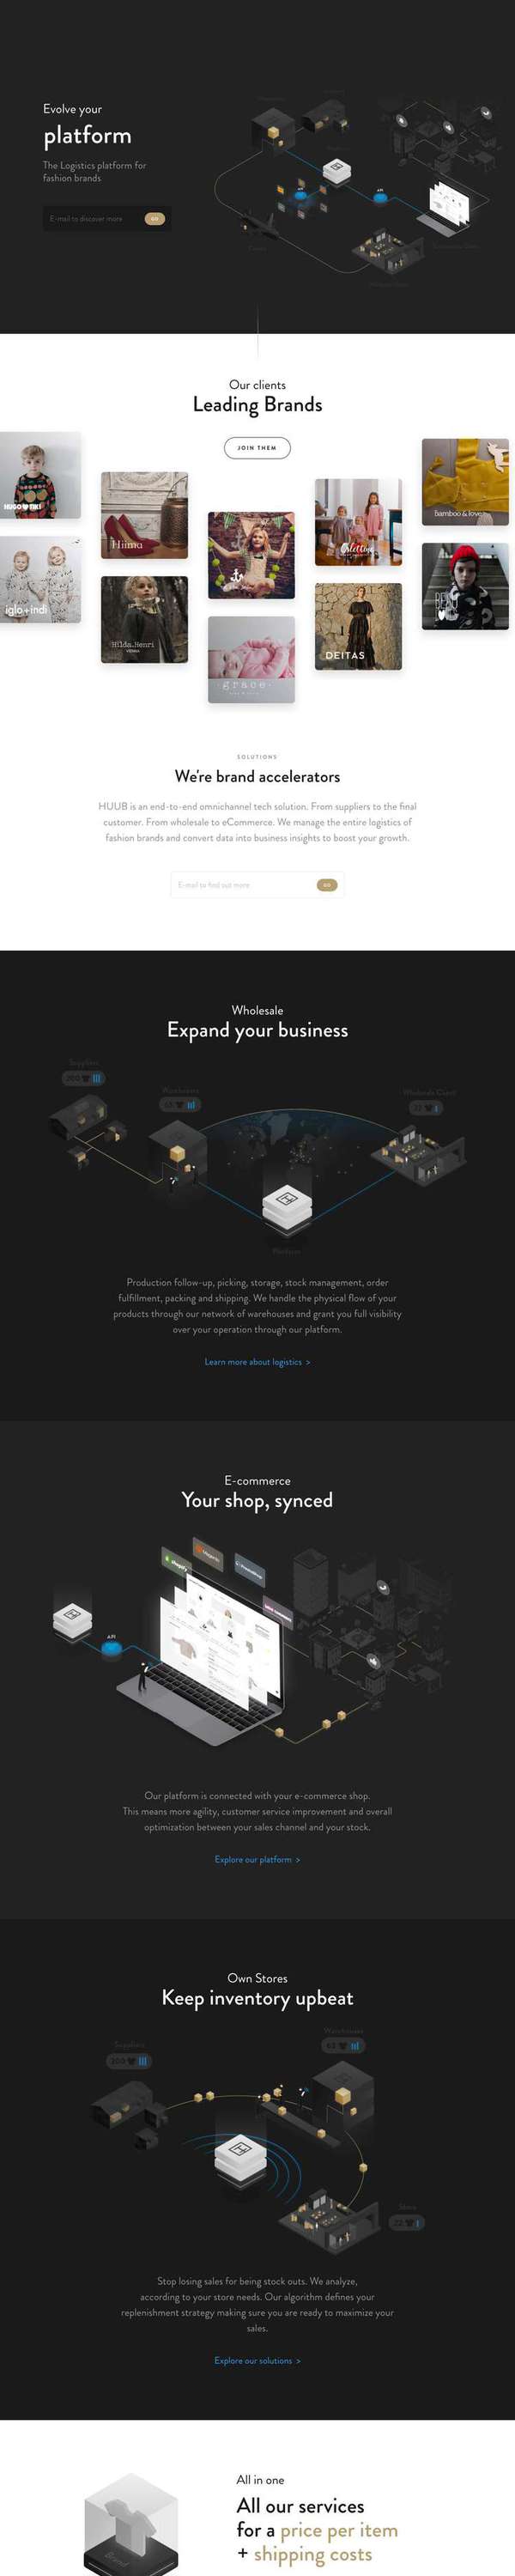 Evolve your
platform
The Logistics platform for
fashion brands
E-mail to discover more
GO
API
Our clients
Leading Brands
JOIN THEM
HUGO TIKI
Hiima
Bamboo & love
iglo+indi
Hilda.Henri
VIENNA
grace
DEITAS
SOLUTIONS
We're brand accelerators
HUUB is an end-to-end omnichannel tech solution. From suppliers to the final
customer. From wholesale to eCommerce. We manage the entire logistics of
fashion brands and convert data into business insights to boost your growth.
E-mail to find out more
GO
Wholesale
Expand your business
Suppliers
Warehouses
Wholesale Client
Platform
Production follow-up, picking, storage, stock management, order
fulfillment, packing and shipping. We handle the physical flow of your
products through our network of warehouses and grant you full visibility
over your operation through our platform.
Learn more about logistics >
E-commerce
Your shop, synced
shopify
Magento
PrestaShop
API
Our platform is connected with your e-commerce shop.
This means more agility, customer service improvement and overall
optimization between your sales channel and your stock.
Explore our platform >
Own Stores
Keep inventory upbeat
Warehouses
Suppliers
Store
Stop losing sales for being stock outs. We analyze,
according to your store needs. Our algorithm defines your
replenishment strategy making sure you are ready to maximize your
sales.
Explore our solutions >
All in one
All our services
for a price per item
+ shipping costs
Brand